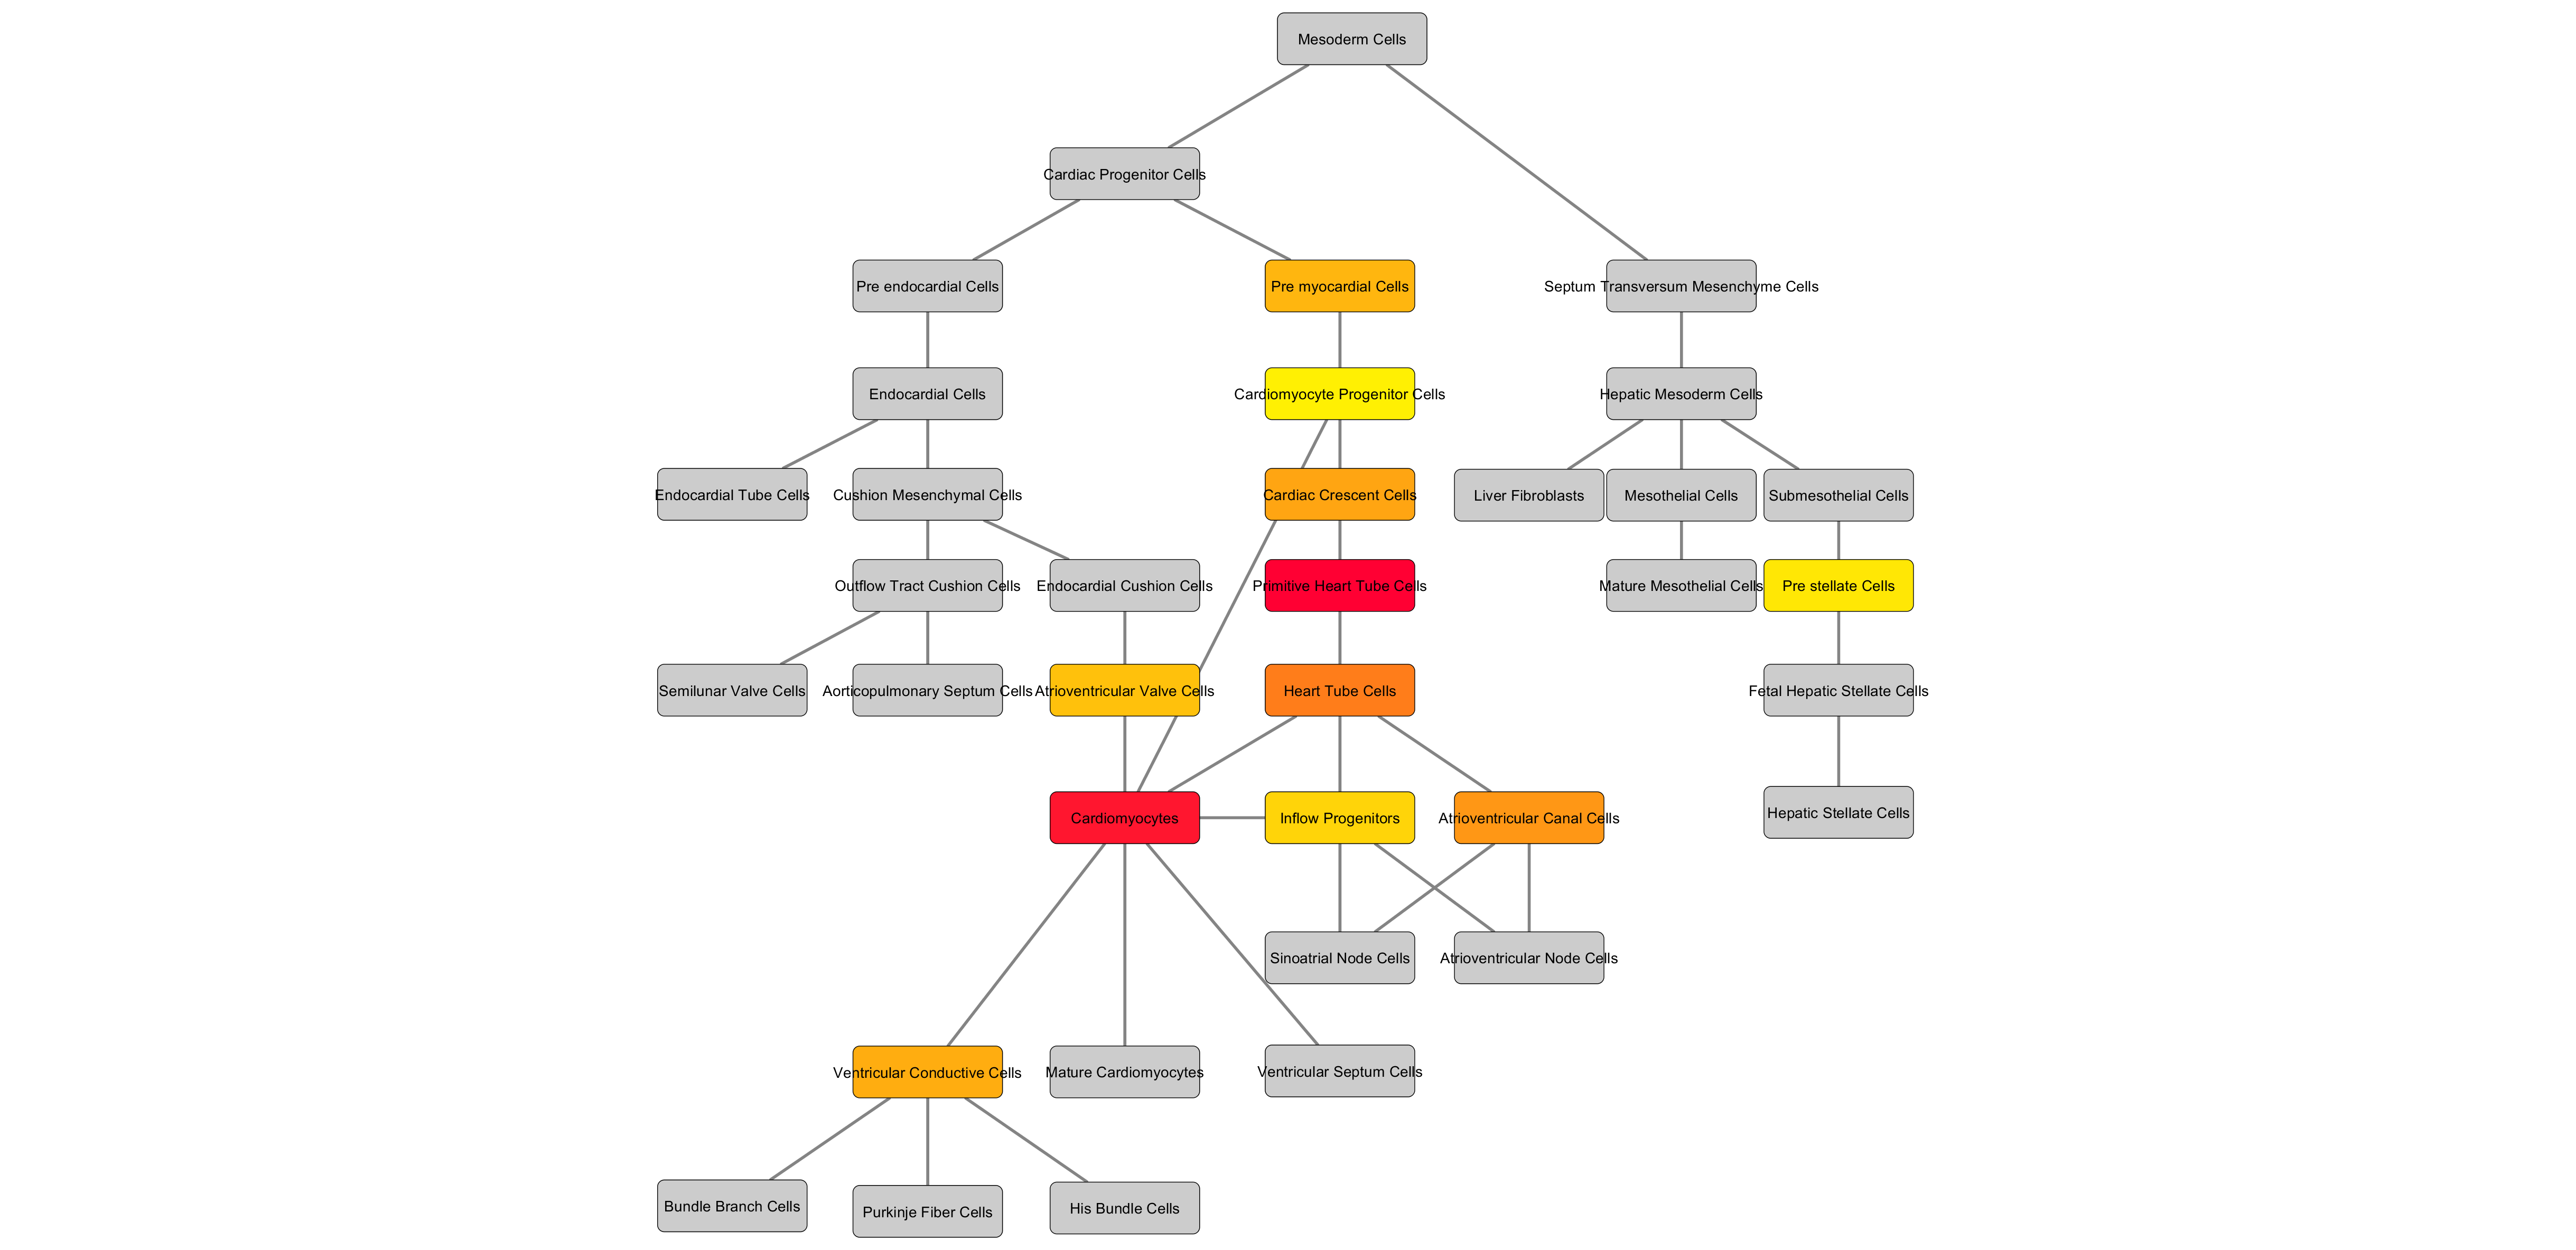 Mesoderm Cells
Cardiac Progenitor Cells
Pre endocardial Cells
Pre myocardial Cells
Septum Transversum Mesenchyme Cells
Endocardial Cells
Cardiomyocyte Progenitor Cells
Hepatic Mesoderm Cells
Endocardial Tube Cells
Cushion Mesenchymal Cells
Cardiac Crescent Cells
Liver Fibroblasts
Mesothelial Cells
Submesothelial Cells
Outflow Tract Cushion Cells
Endocardial Cushion Cells
Primitive Heart Tube Cells
Mature Mesothelial Cells
Pre stellate Cells
Semilunar Valve Cells
Aorticopulmonary Septum Cells
Atrioventricular Valve Cells
Heart Tube Cells
Fetal Hepatic Stellate Cells
Cardiomyocytes
Inflow Progenitors
Atrioventricular Canal Cells
Hepatic Stellate Cells
Sinoatrial Node Cells
Atrioventricular Node Cells
Ventricular Conductive Cells
Mature Cardiomyocytes
Ventricular Septum Cells
Bundle Branch Cells
Purkinje Fiber Cells
His Bundle Cells